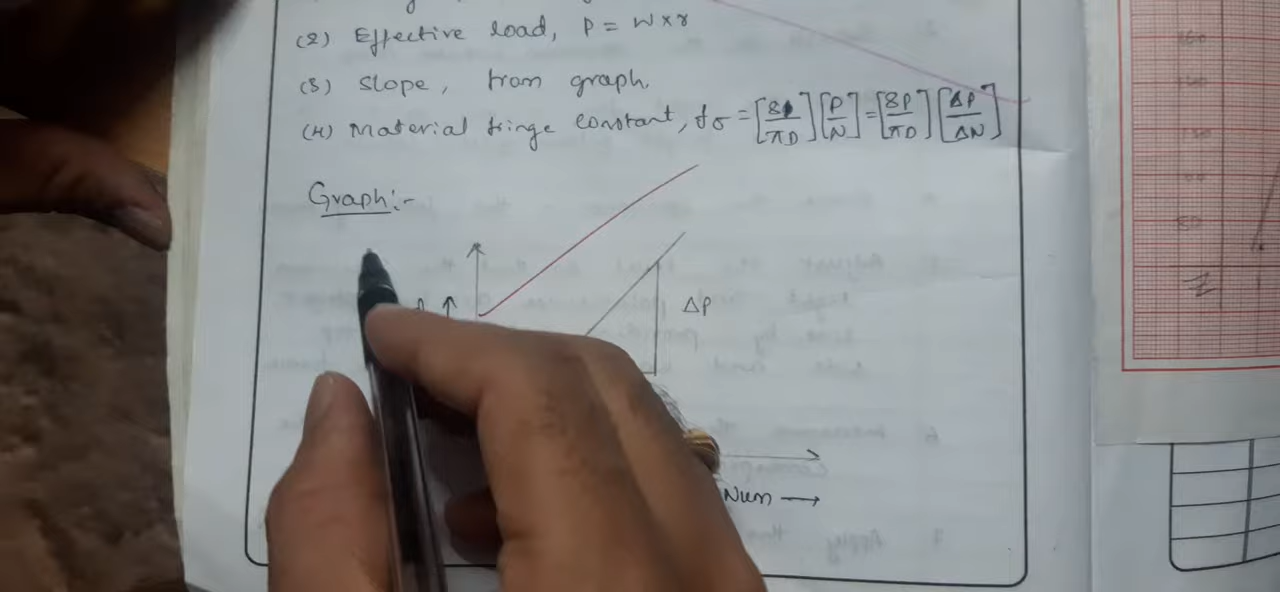 (2) Effective load, P = W × r
(3) slope, from graph.
(4) Material fringe constant, fσ = [8P/πD] [P/N] = [8P/πD] [ΔP/ΔN]
Graph:-
ΔP
Num →
80